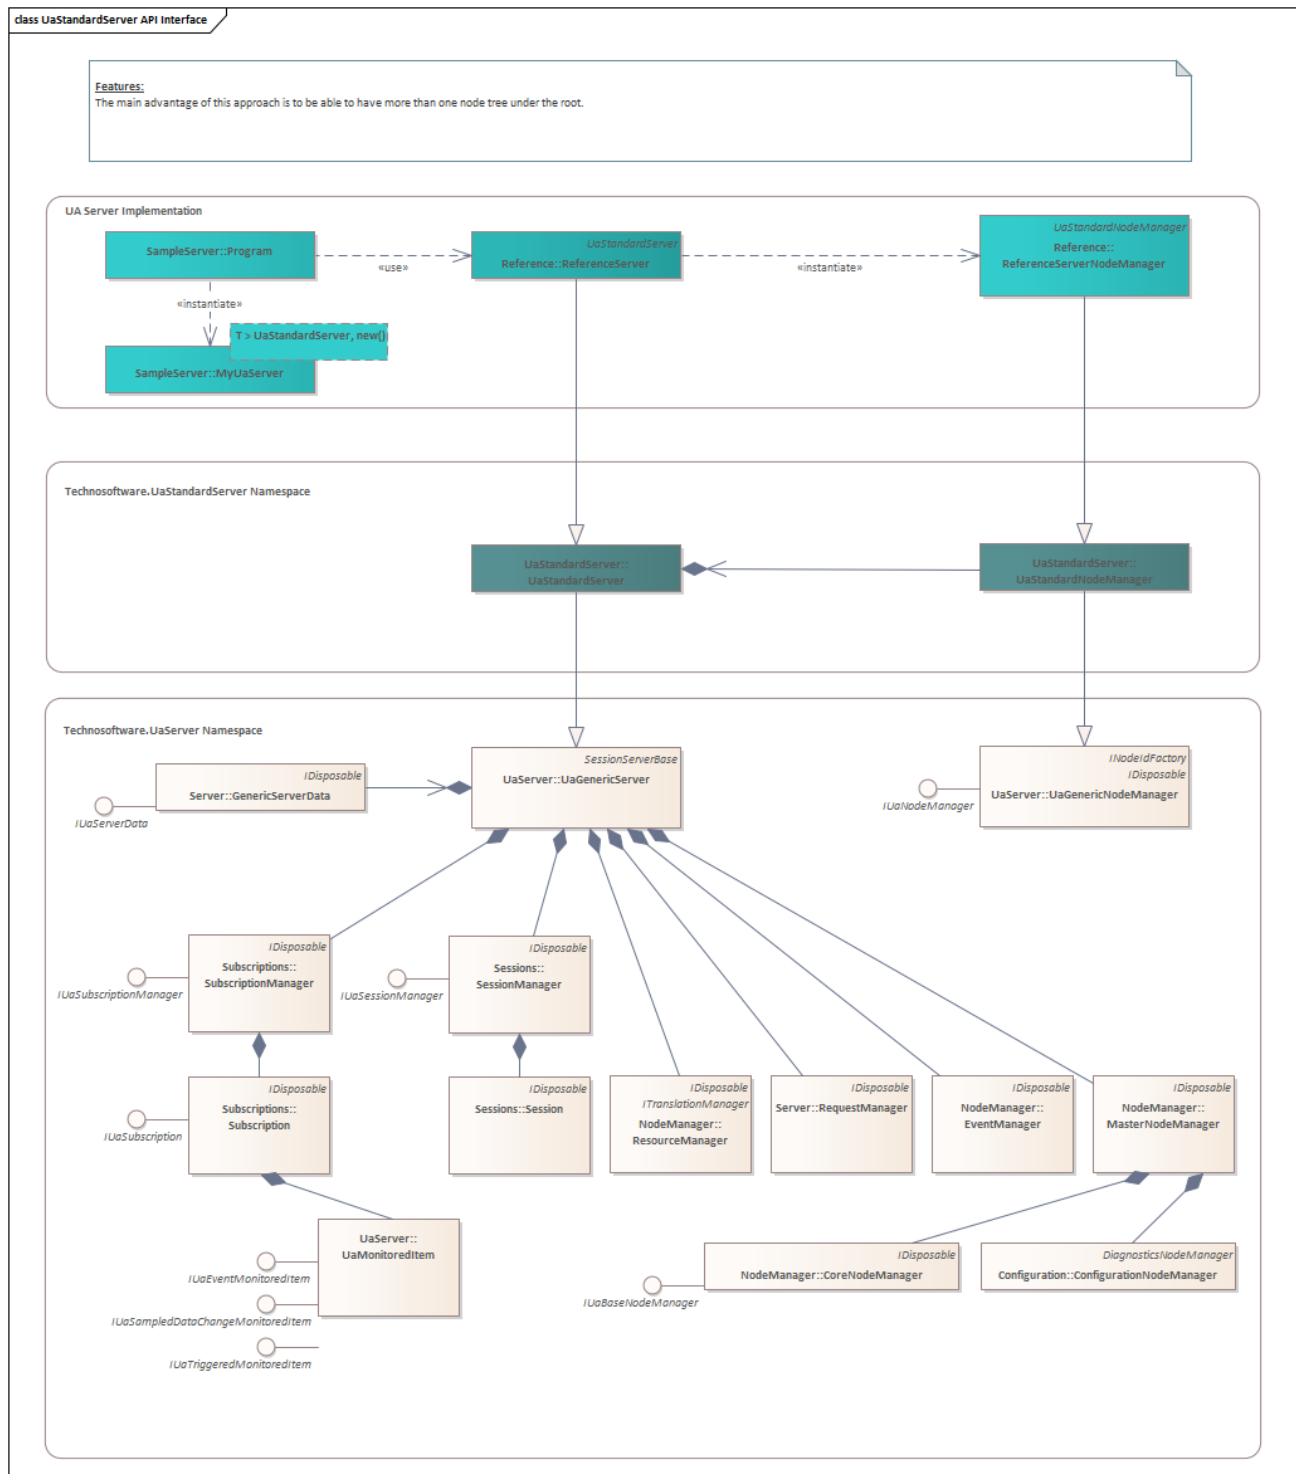 class UaStandardServer API Interface
Features:
The main advantage of this approach is to be able to have more than one node tree under the root.
UA Server Implementation
SampleServer::Program
«use»
UaStandardServer
Reference::ReferenceServer
«instantiate»
UaStandardNodeManager
Reference::
ReferenceServerNodeManager
«instantiate»
T > UaStandardServer, new()
SampleServer::MyUaServer
Technosoftware.UaStandardServer Namespace
UaStandardServer::
UaStandardServer
UaStandardServer::
UaStandardNodeManager
Technosoftware.UaServer Namespace
IDisposable
Server::GenericServerData
IUaServerData
SessionServerBase
UaServer::UaGenericServer
INodeIdFactory
IDisposable
UaServer::UaGenericNodeManager
IUaNodeManager
IDisposable
Subscriptions::
SubscriptionManager
IUaSubscriptionManager
IDisposable
Sessions::
SessionManager
IUaSessionManager
IDisposable
Subscriptions::
Subscription
IUaSubscription
IDisposable
Sessions::Session
IDisposable
ITranslationManager
NodeManager::
ResourceManager
IDisposable
Server::RequestManager
IDisposable
NodeManager::
EventManager
IDisposable
NodeManager::
MasterNodeManager
UaServer::
UaMonitoredItem
IUaEventMonitoredItem
IUaSampledDataChangeMonitoredItem
IUaTriggeredMonitoredItem
IDisposable
NodeManager::CoreNodeManager
IUaBaseNodeManager
DiagnosticsNodeManager
Configuration::ConfigurationNodeManager